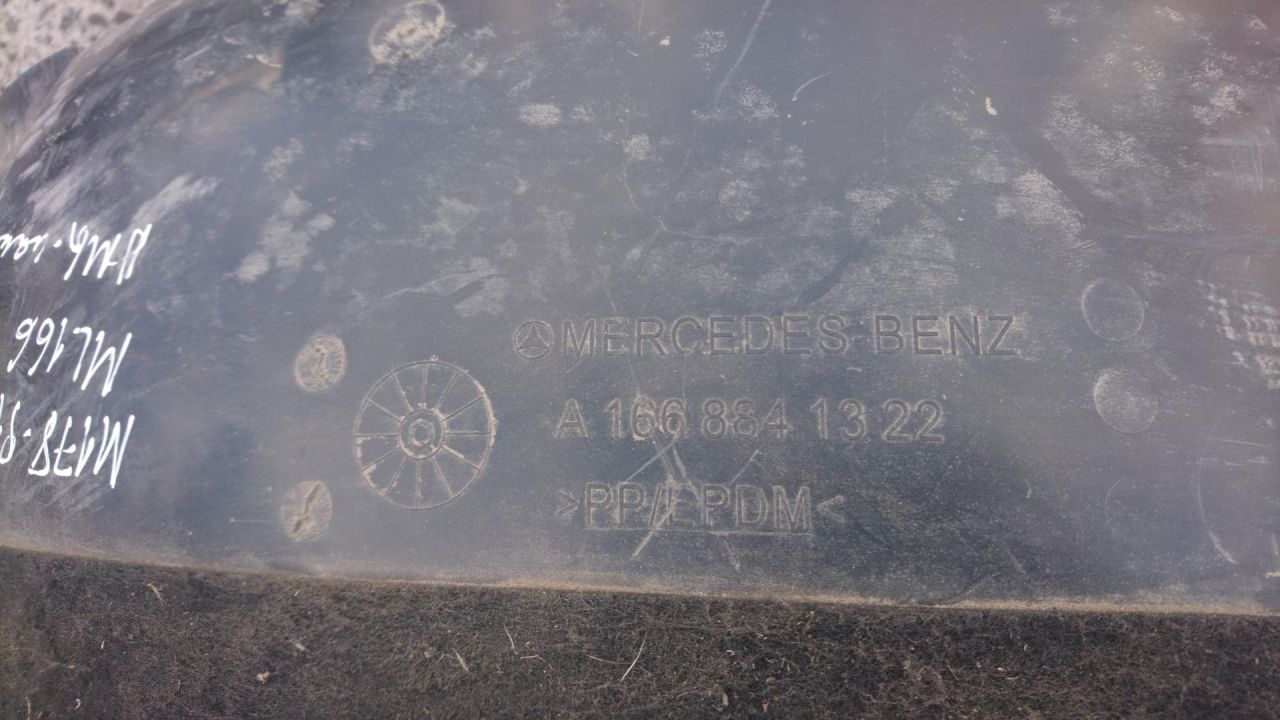 MERCEDES-BENZ
A 166 884 13 22
>PP/EPDM<
ML166